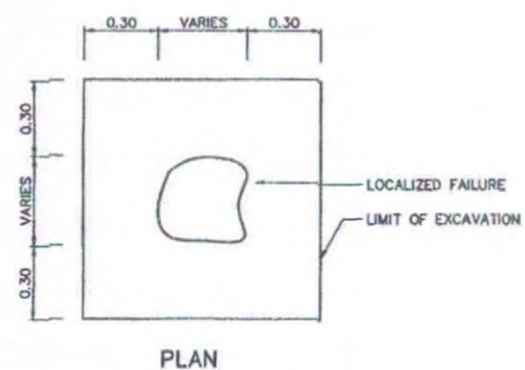 0.30 VARIES 0.30
0.30
VARIES
0.30
LOCALIZED FAILURE
LIMIT OF EXCAVATION
PLAN